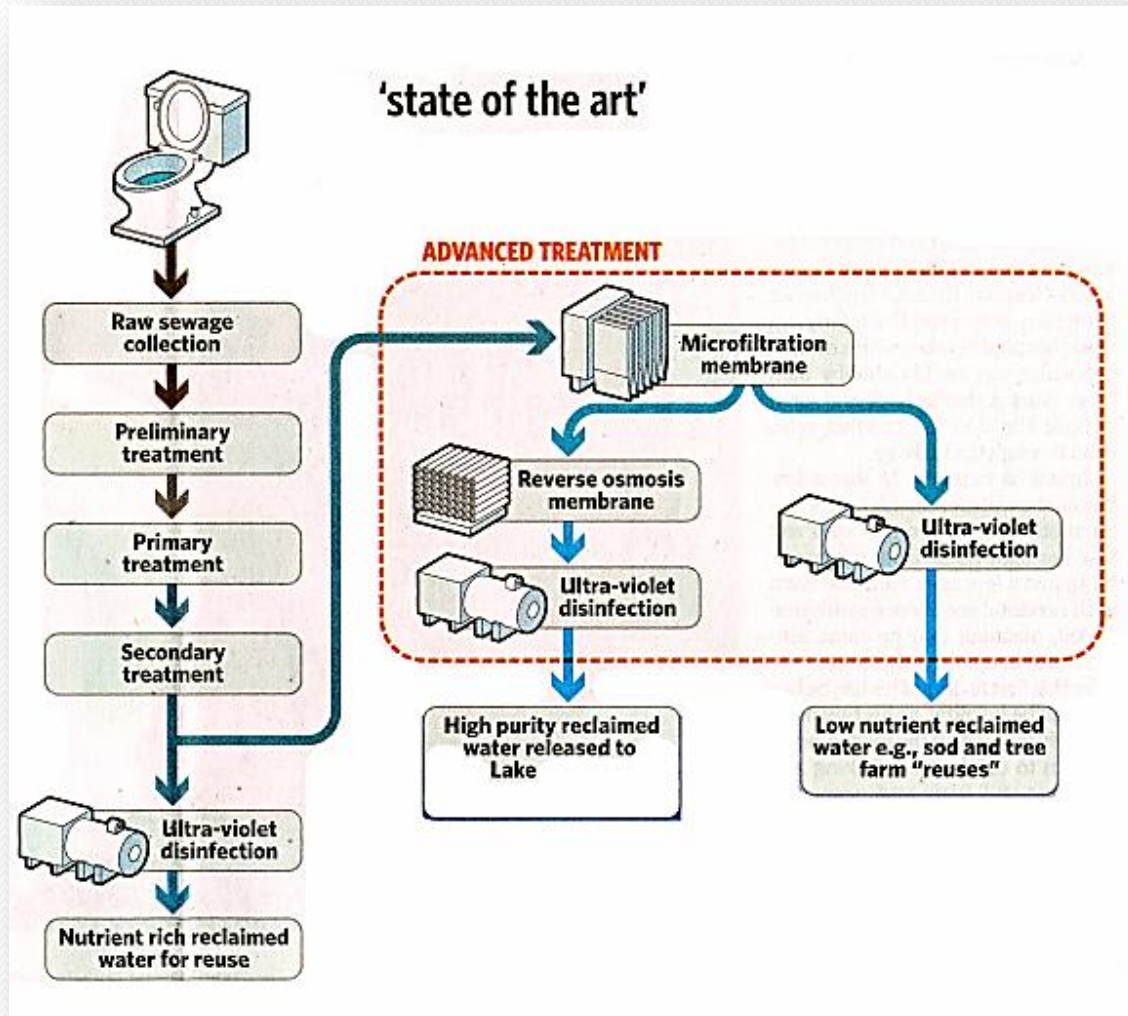 'state of the art'
Raw sewage
collection
Preliminary
treatment
Primary
treatment
Secondary
treatment
Ultra-violet
disinfection
Nutrient rich reclaimed
water for reuse
ADVANCED TREATMENT
Microfiltration
membrane
Reverse osmosis
membrane
Ultra-violet
disinfection
High purity reclaimed
water released to
Lake
Ultra-violet
disinfection
Low nutrient reclaimed
water e.g., sod and tree
farm "reuses"